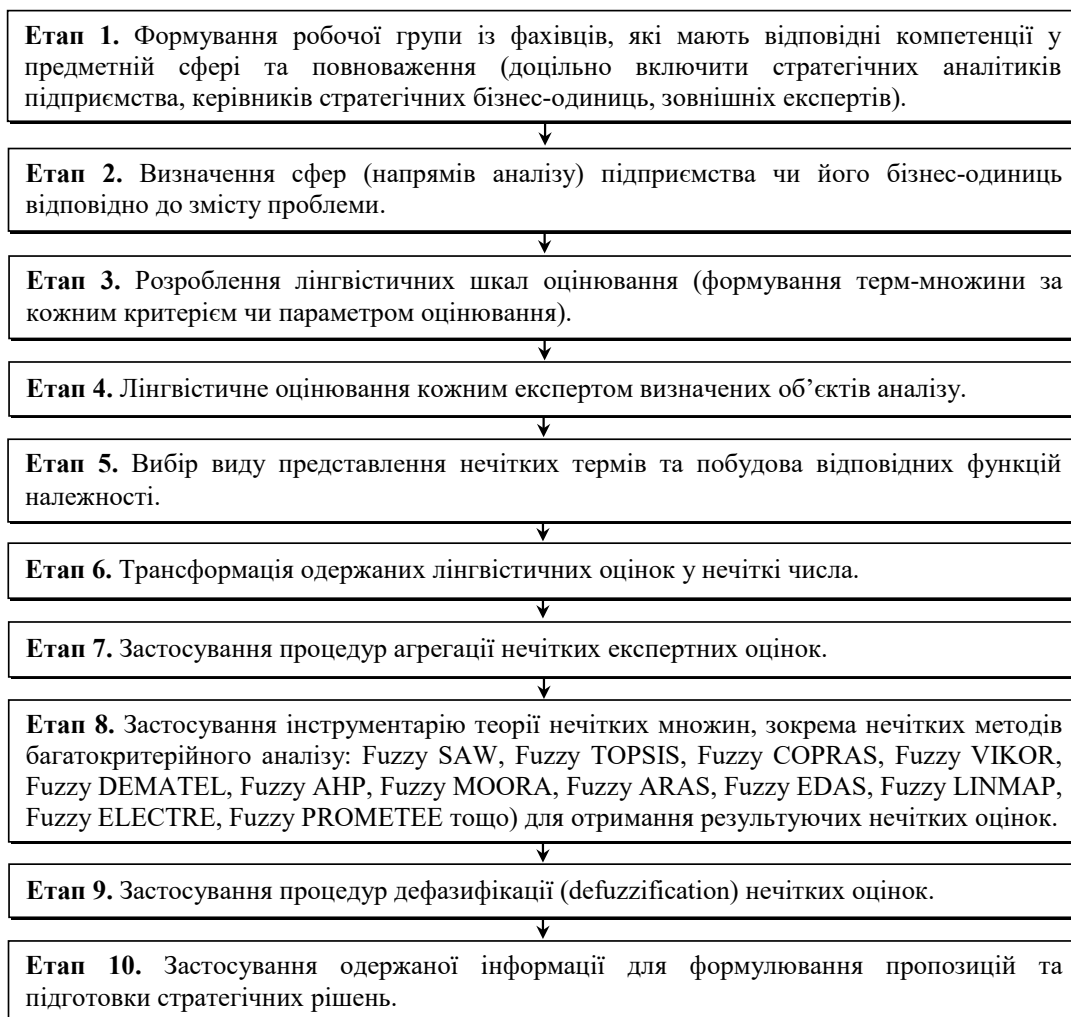 Етап 1. Формування робочої групи із фахівців, які мають відповідні компетенції у
предметній сфері та повноваження (доцільно включити стратегічних аналітиків
підприємства, керівників стратегічних бізнес-одиниць, зовнішніх експертів).
Етап 2. Визначення сфер (напрямів аналізу) підприємства чи його бізнес-одиниць
відповідно до змісту проблеми.
Етап 3. Розроблення лінгвістичних шкал оцінювання (формування терм-множини за
кожним критерієм чи параметром оцінювання).
Етап 4. Лінгвістичне оцінювання кожним експертом визначених об’єктів аналізу.
Етап 5. Вибір виду представлення нечітких термів та побудова відповідних функцій
належності.
Етап 6. Трансформація одержаних лінгвістичних оцінок у нечіткі числа.
Етап 7. Застосування процедур агрегації нечітких експертних оцінок.
Етап 8. Застосування інструментарію теорії нечітких множин, зокрема нечітких методів
багатокритерійного аналізу: Fuzzy SAW, Fuzzy TOPSIS, Fuzzy COPRAS, Fuzzy VIKOR,
Fuzzy DEMATEL, Fuzzy AHP, Fuzzy MOORA, Fuzzy ARAS, Fuzzy EDAS, Fuzzy LINMAP,
Fuzzy ELECTRE, Fuzzy PROMETEE тощо) для отримання результуючих нечітких оцінок.
Етап 9. Застосування процедур дефазифікації (defuzzification) нечітких оцінок.
Етап 10. Застосування одержаної інформації для формулювання пропозицій та
підготовки стратегічних рішень.